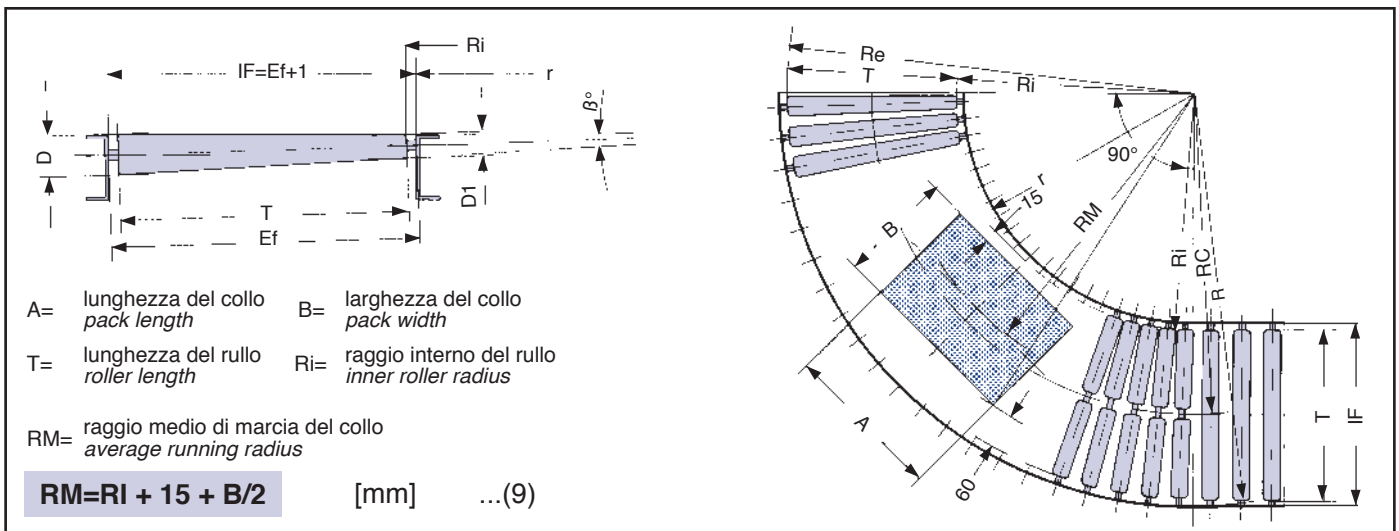 Ri
IF=Ef+1
r
ß°
D
D1
T
Ef
A= lunghezza del collo
pack length
B= larghezza del collo
pack width
T= lunghezza del rullo
roller length
Ri= raggio interno del rullo
inner roller radius
RM= raggio medio di marcia del collo
average running radius
RM=RI + 15 + B/2 [mm] ...(9)
Re
T
Ri
90°
r
15
RM
B
Ri
RC
R
A
60
T
IF